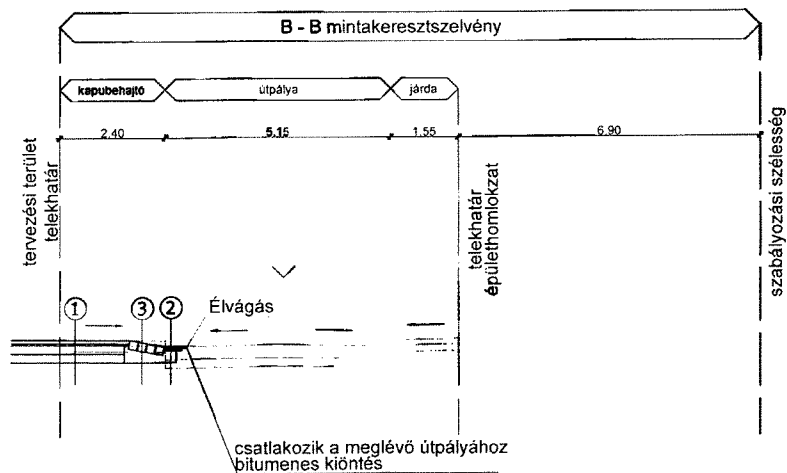 B - B mintakeresztszelvény
kapubehajtó
útpálya
járda
2.40
5.15
1.55
6.90
tervezési terület
telekhatár
telekhatár
épülethomlokzat
szabályozási szélesség
1
3
2
Élvágás
csatlakozik a meglévő útpályához
bitumenes kiöntés